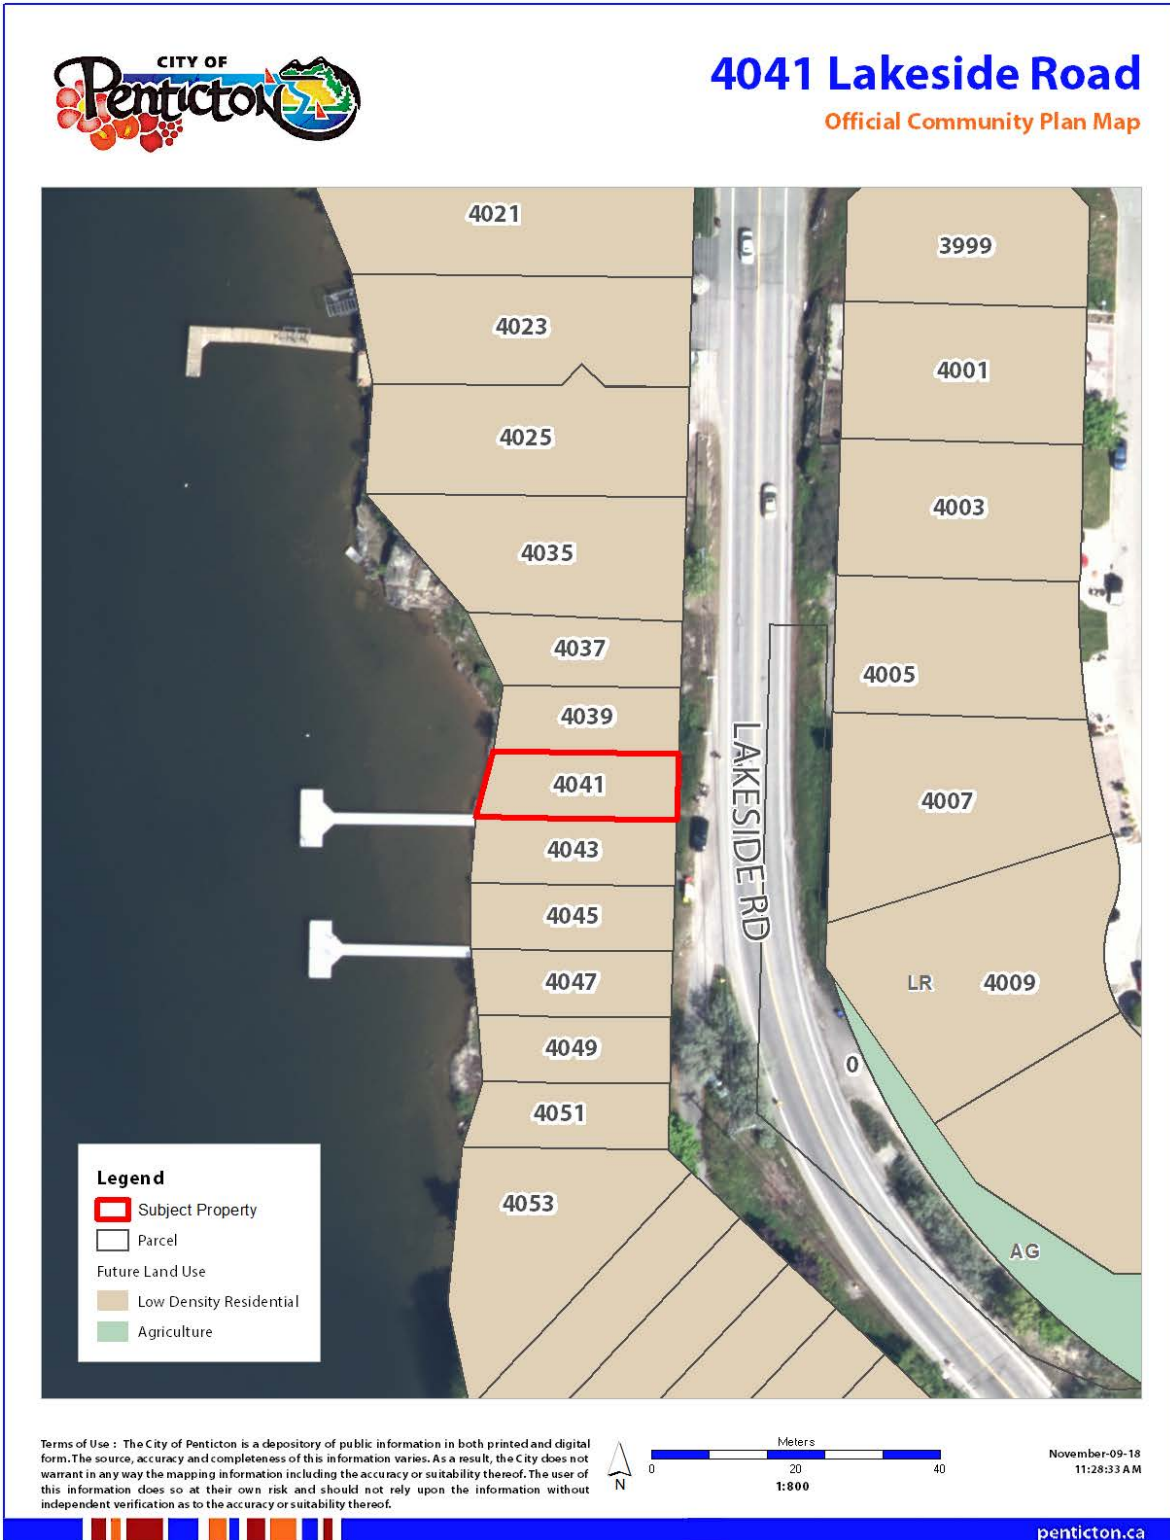 CITY OF
Penticton
4041 Lakeside Road
Official Community Plan Map
4021
3999
4023
4001
4025
4003
4035
4037
4005
4039
LAKESIDE RD
4041
4007
4043
4045
4047
LR
4009
4049
0
4051
4053
AG
Legend
Subject Property
Parcel
Future Land Use
Low Density Residential
Agriculture
Terms of Use : The City of Penticton is a depository of public information in both printed and digital
form. The source, accuracy and completeness of this information varies. As a result, the City does not
warrant in any way the mapping information including the accuracy or suitability thereof. The user of
this information does so at their own risk and should not rely upon the information without
independent verification as to the accuracy or suitability thereof.
N
Meters
0
20
40
1:800
November-09-18
11:28:33 AM
penticton.ca